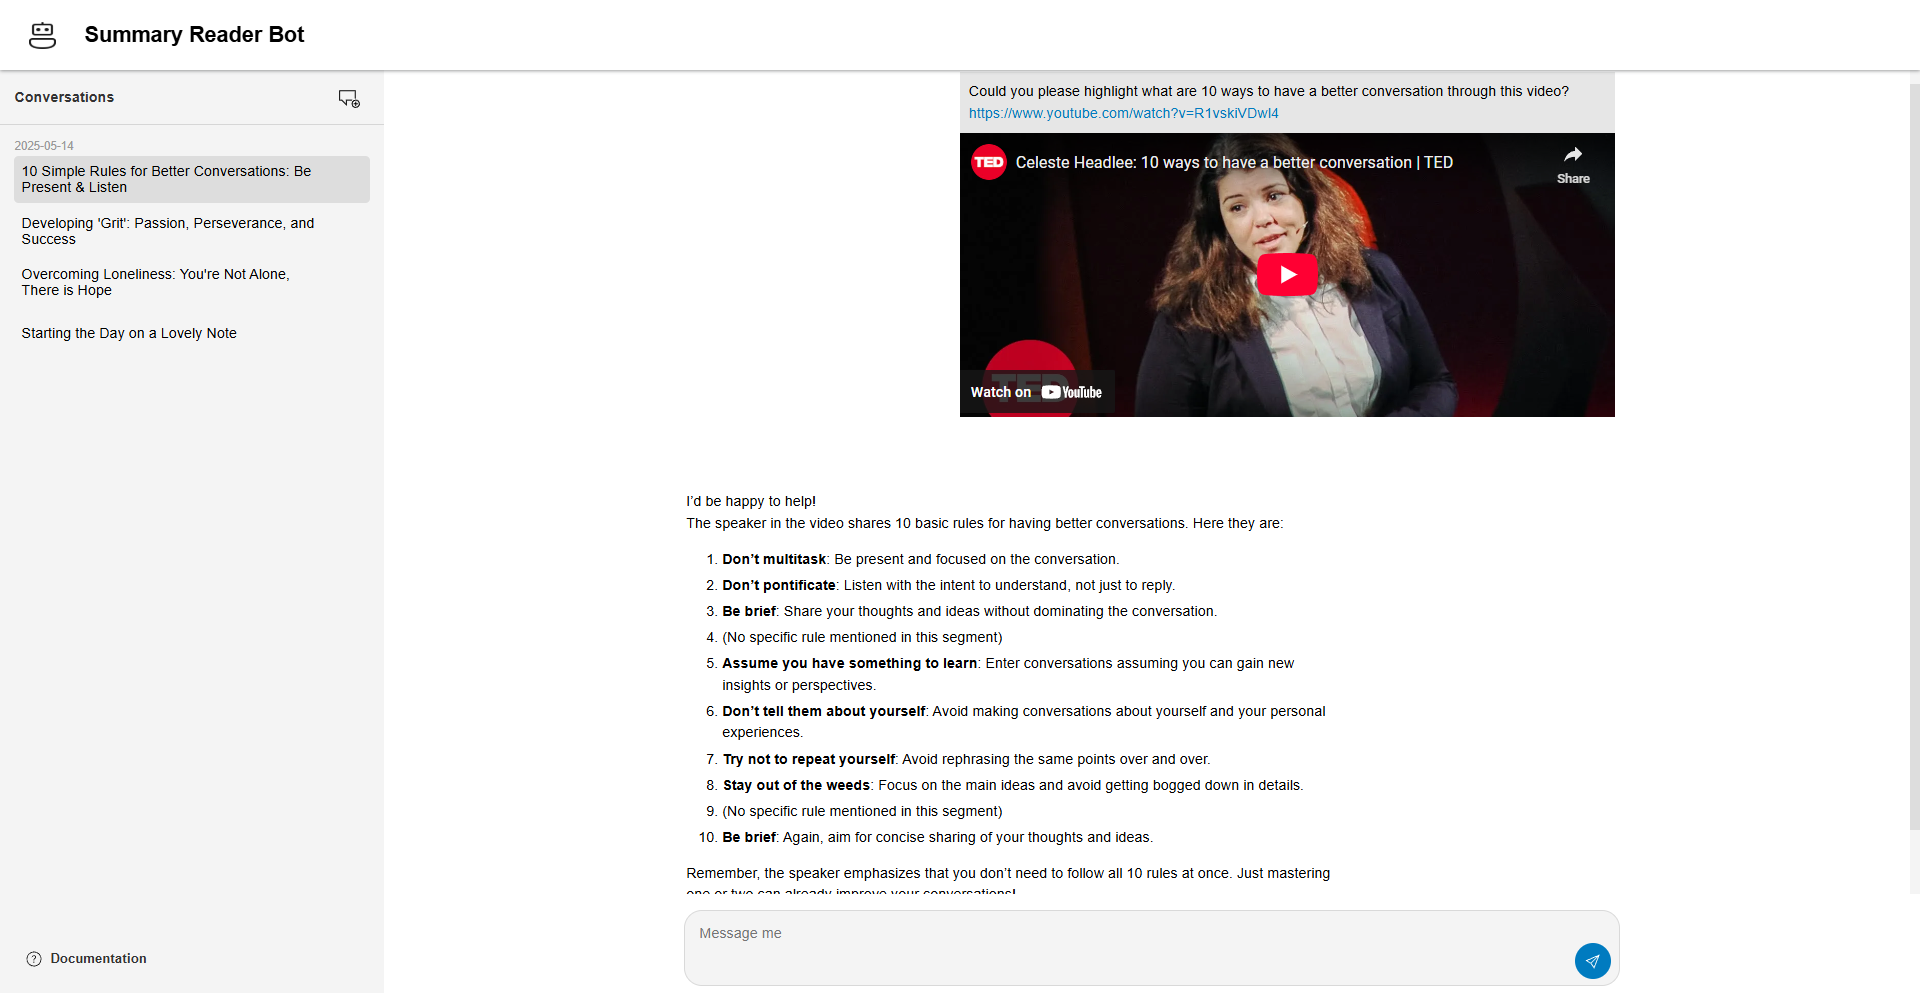 Summary Reader Bot
Conversations
2025-05-14
10 Simple Rules for Better Conversations: Be
Present & Listen
Developing 'Grit': Passion, Perseverance, and
Success
Overcoming Loneliness: You're Not Alone,
There is Hope
Starting the Day on a Lovely Note
Documentation
Could you please highlight what are 10 ways to have a better conversation through this video?
https://www.youtube.com/watch?v=R1vskiVDwl4
TED
Celeste Headlee: 10 ways to have a better conversation | TED
Share
TED
Watch on YouTube
I’d be happy to help!
The speaker in the video shares 10 basic rules for having better conversations. Here they are:
1. Don’t multitask: Be present and focused on the conversation.
2. Don’t pontificate: Listen with the intent to understand, not just to reply.
3. Be brief: Share your thoughts and ideas without dominating the conversation.
4. (No specific rule mentioned in this segment)
5. Assume you have something to learn: Enter conversations assuming you can gain new
insights or perspectives.
6. Don’t tell them about yourself: Avoid making conversations about yourself and your personal
experiences.
7. Try not to repeat yourself: Avoid rephrasing the same points over and over.
8. Stay out of the weeds: Focus on the main ideas and avoid getting bogged down in details.
9. (No specific rule mentioned in this segment)
10. Be brief: Again, aim for concise sharing of your thoughts and ideas.
Remember, the speaker emphasizes that you don’t need to follow all 10 rules at once. Just mastering
one or two can already improve your conversations!
Message me